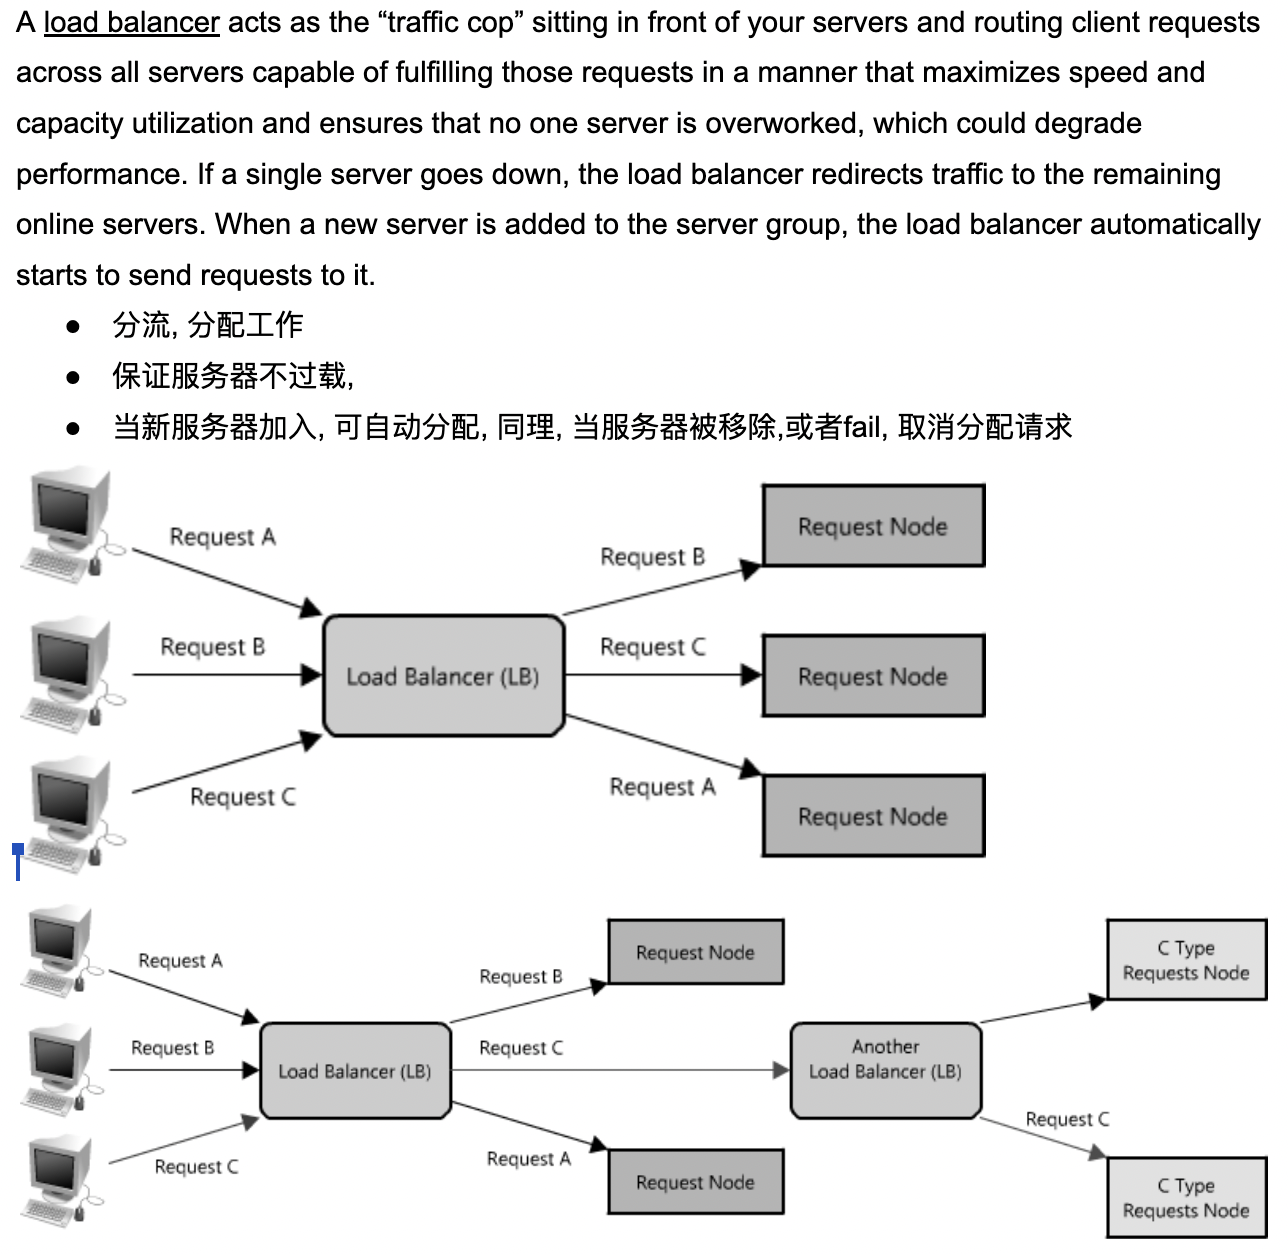 A load balancer acts as the “traffic cop” sitting in front of your servers and routing client requests
across all servers capable of fulfilling those requests in a manner that maximizes speed and
capacity utilization and ensures that no one server is overworked, which could degrade
performance. If a single server goes down, the load balancer redirects traffic to the remaining
online servers. When a new server is added to the server group, the load balancer automatically
starts to send requests to it.
● 分流, 分配工作
● 保证服务器不过载,
● 当新服务器加入, 可自动分配, 同理, 当服务器被移除,或者fail, 取消分配请求
Request A
Request B
Request Node
Request B
Request C
Load Balancer (LB)
Request Node
Request C
Request A
Request Node
Request A
Request B
Request Node
C Type
Requests Node
Request B
Request C
Load Balancer (LB)
Another
Load Balancer (LB)
Request C
Request A
Request C
Request Node
C Type
Requests Node